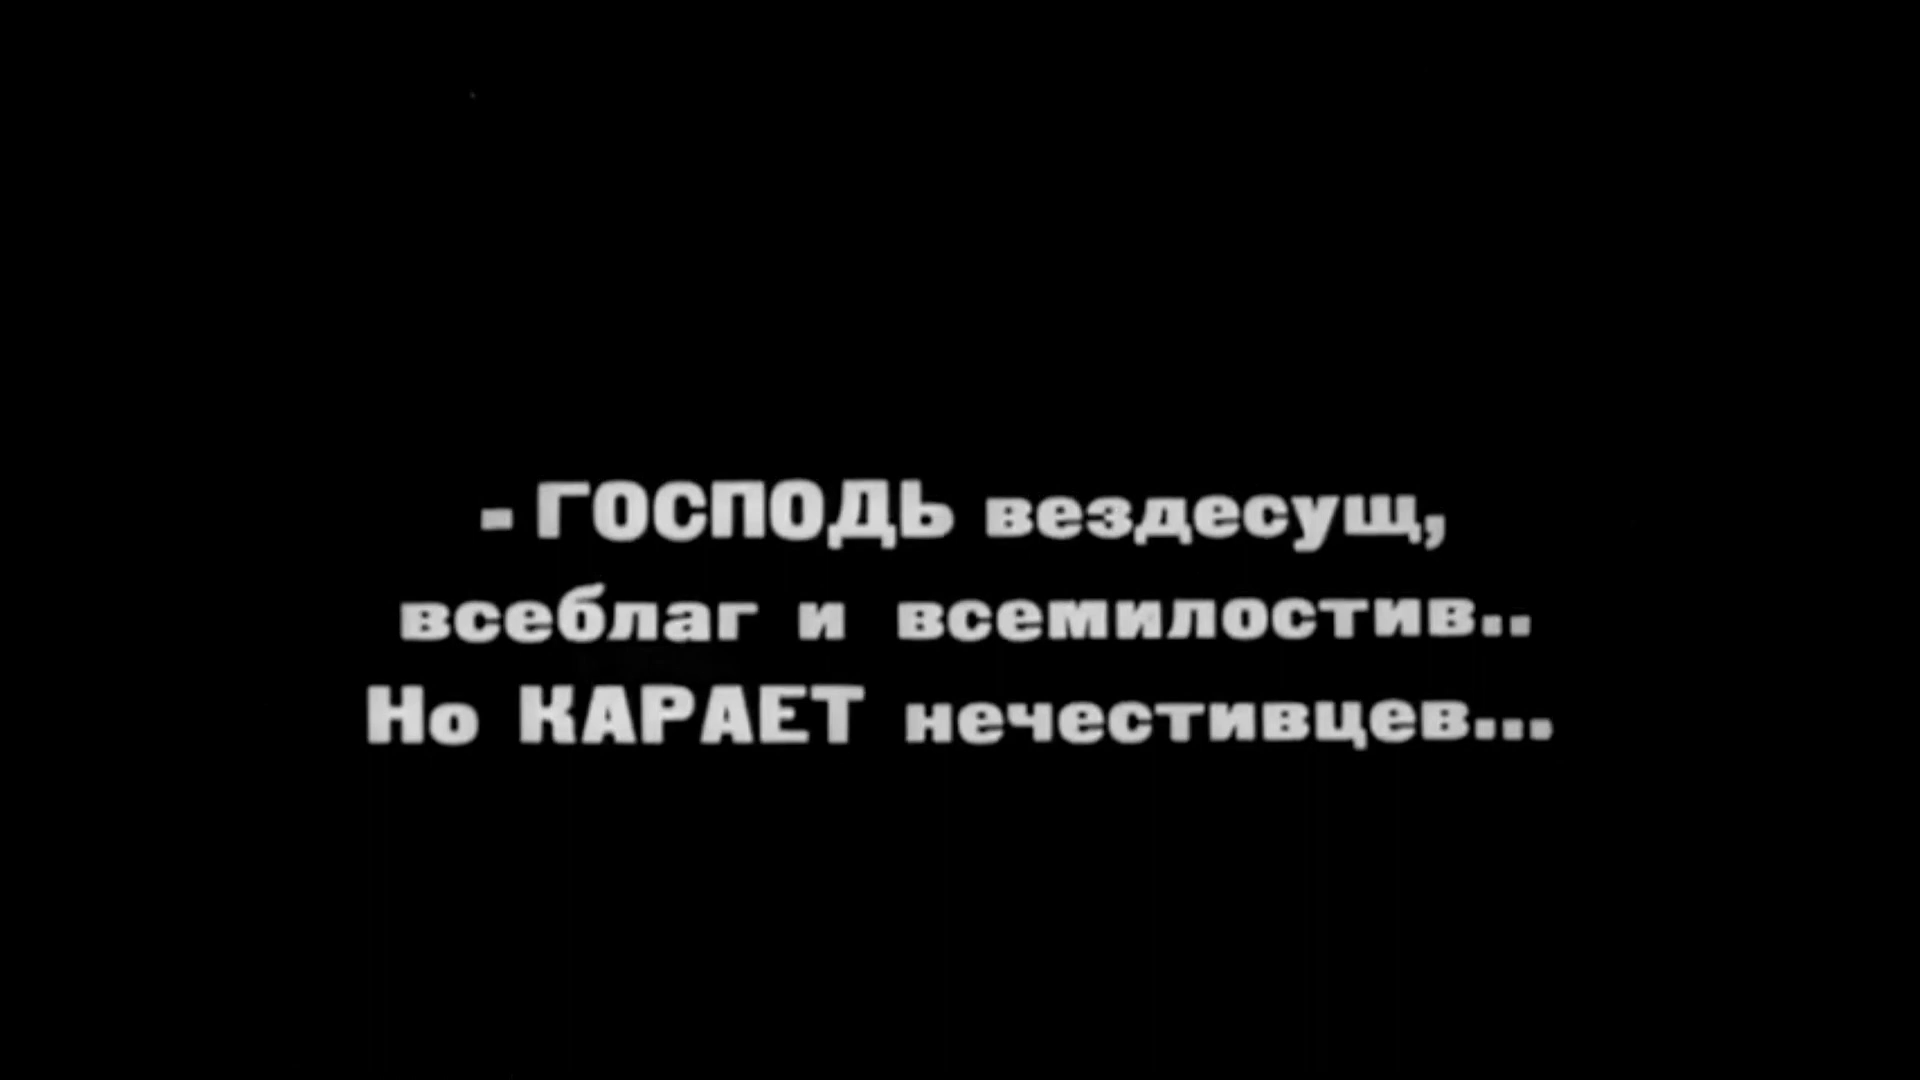 - ГОСПОДЬ вездесущ,
всеблаг и всемилостив..
Но КАРАЕТ нечестивцев...